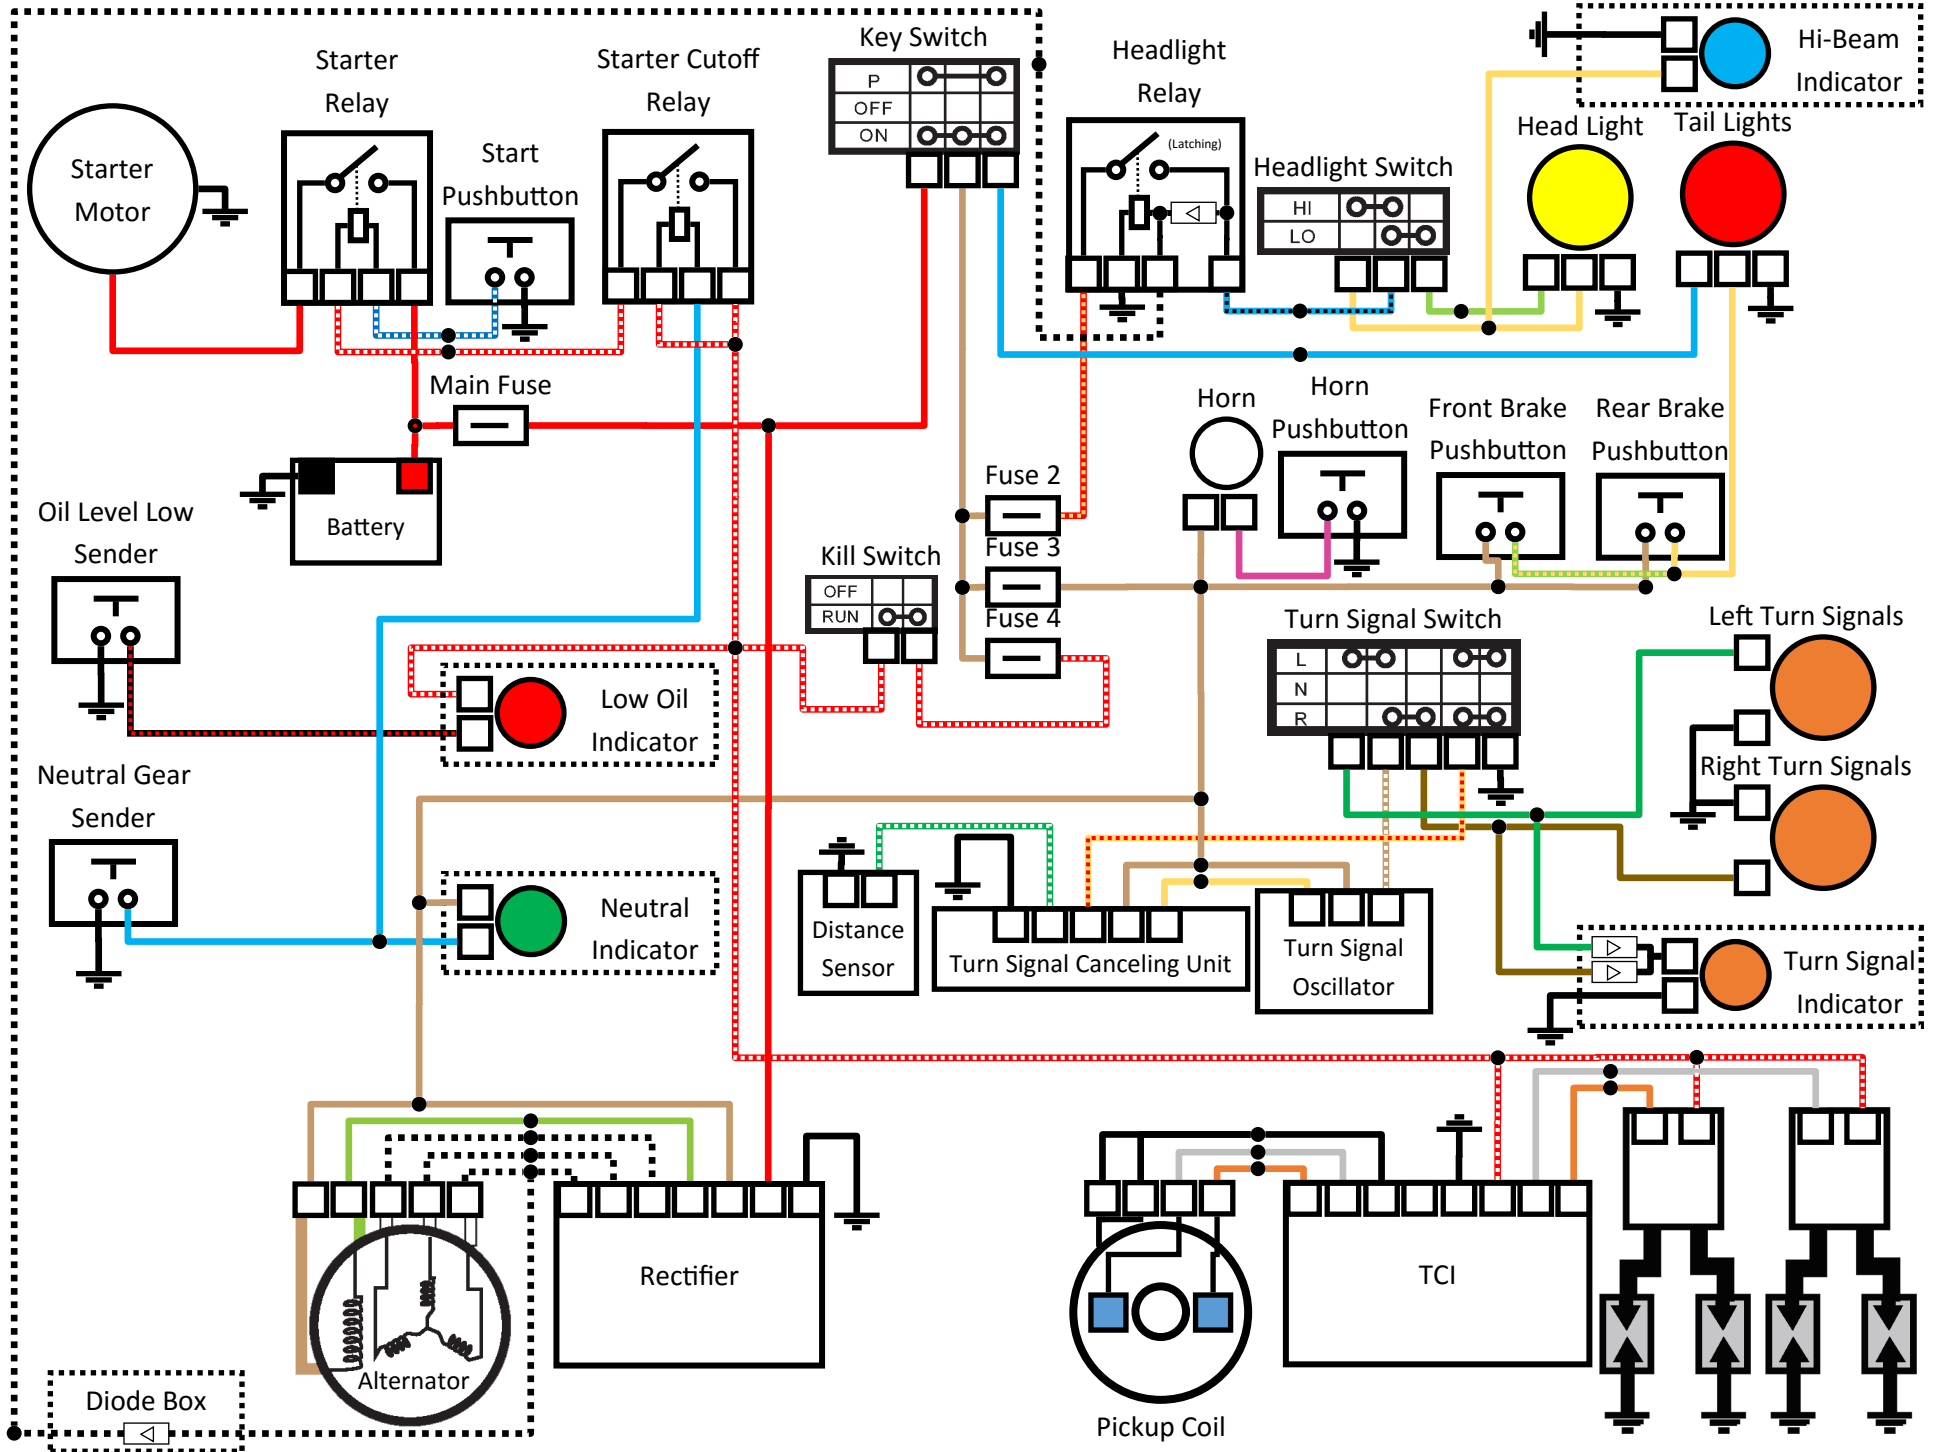 Key Switch
P
OFF
ON
Starter
Relay
Starter Cutoff
Relay
Headlight
Relay
(Latching)
Hi-Beam
Indicator
Starter
Motor
Start
Pushbutton
Headlight Switch
HI
LO
Head Light
Tail Lights
Main Fuse
Battery
Horn
Horn
Pushbutton
Front Brake
Pushbutton
Rear Brake
Pushbutton
Fuse 2
Fuse 3
Fuse 4
Oil Level Low
Sender
Kill Switch
OFF
RUN
Low Oil
Indicator
Turn Signal Switch
L
N
R
Left Turn Signals
Right Turn Signals
Neutral Gear
Sender
Neutral
Indicator
Distance
Sensor
Turn Signal Canceling Unit
Turn Signal
Oscillator
Turn Signal
Indicator
Rectifier
Alternator
TCI
Diode Box
Pickup Coil